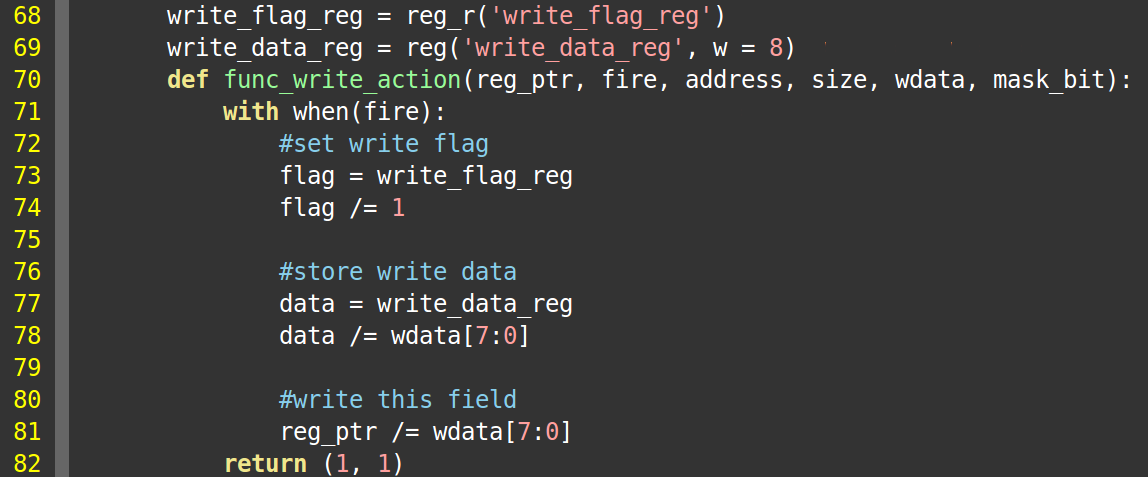 68 write_flag_reg = reg_r('write_flag_reg')
69 write_data_reg = reg('write_data_reg', w = 8)
70 def func_write_action(reg_ptr, fire, address, size, wdata, mask_bit):
71 with when(fire):
72 #set write flag
73 flag = write_flag_reg
74 flag /= 1
75
76 #store write data
77 data = write_data_reg
78 data /= wdata[7:0]
79
80 #write this field
81 reg_ptr /= wdata[7:0]
82 return (1, 1)